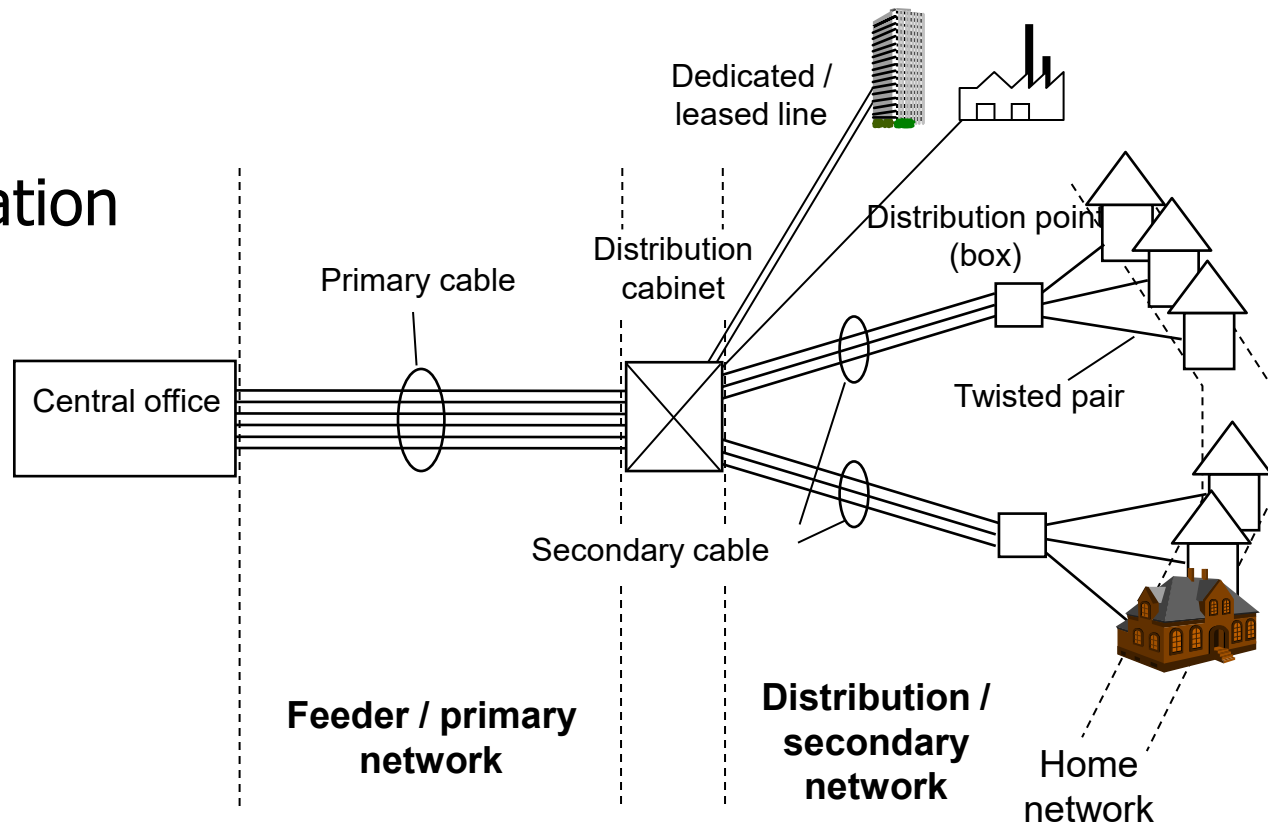 Dedicated /
leased line
ation
Distribution point
(box)
Distribution
cabinet
Primary cable
Central office
Twisted pair
Secondary cable
Feeder / primary
network
Distribution /
secondary
network
Home
network